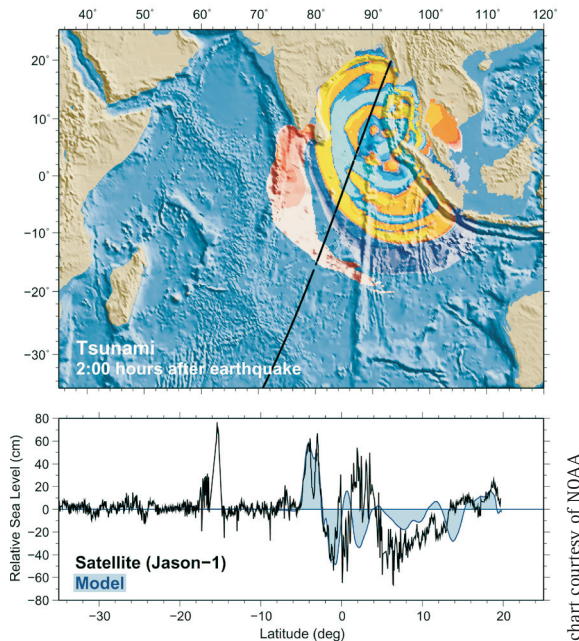 40° 50° 60° 70° 80° 90° 100° 110° 120°
20°
10°
0°
−10°
−20°
−30°
Tsunami
2:00 hours after earthquake
80
60
40
20
0
−20
−40
−60
−80
Relative Sea Level (cm)
Satellite (Jason−1)
Model
−30 −20 −10 0 10 20
Latitude (deg)
chart courtesy of NOAA